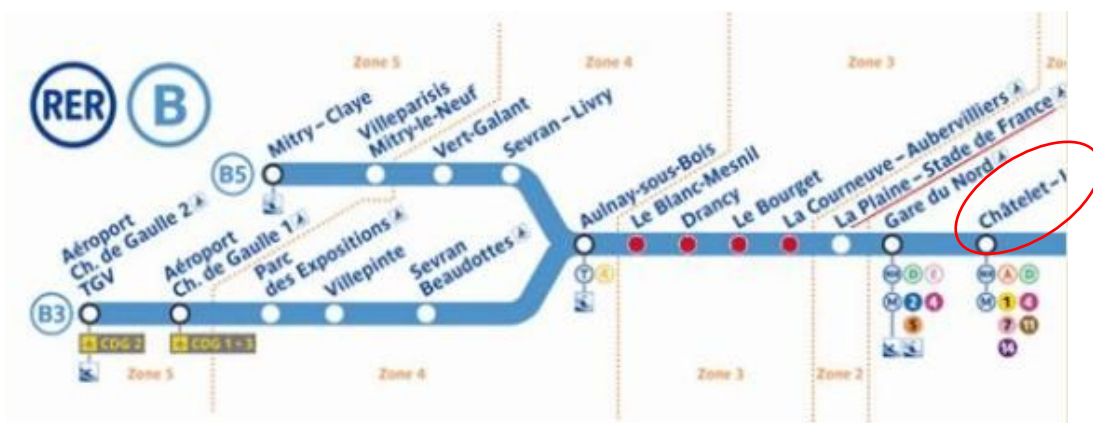 RER B
Zone 5
Zone 4
Zone 3
Zo
B5
Mitry – Claye
Villeparisis
Mitry-le-Neuf
Vert-Galant
Sevran – Livry
B3
Aéroport
Ch. de Gaulle 2
TGV
Aéroport
Ch. de Gaulle 1
Parc
des Expositions
Villepinte
Sevran
Beaudottes
Aulnay-sous-Bois
Le Blanc-Mesnil
Drancy
Le Bourget
La Courneuve – Aubervilliers
La Plaine – Stade de France
Gare du Nord
Châtelet –
CDG 2
CDG 1 • 3
T 4
RER D E
M 2 4
5
RER A D
M 1 4
7 11
14
Zone 5
Zone 4
Zone 3
Zone 2